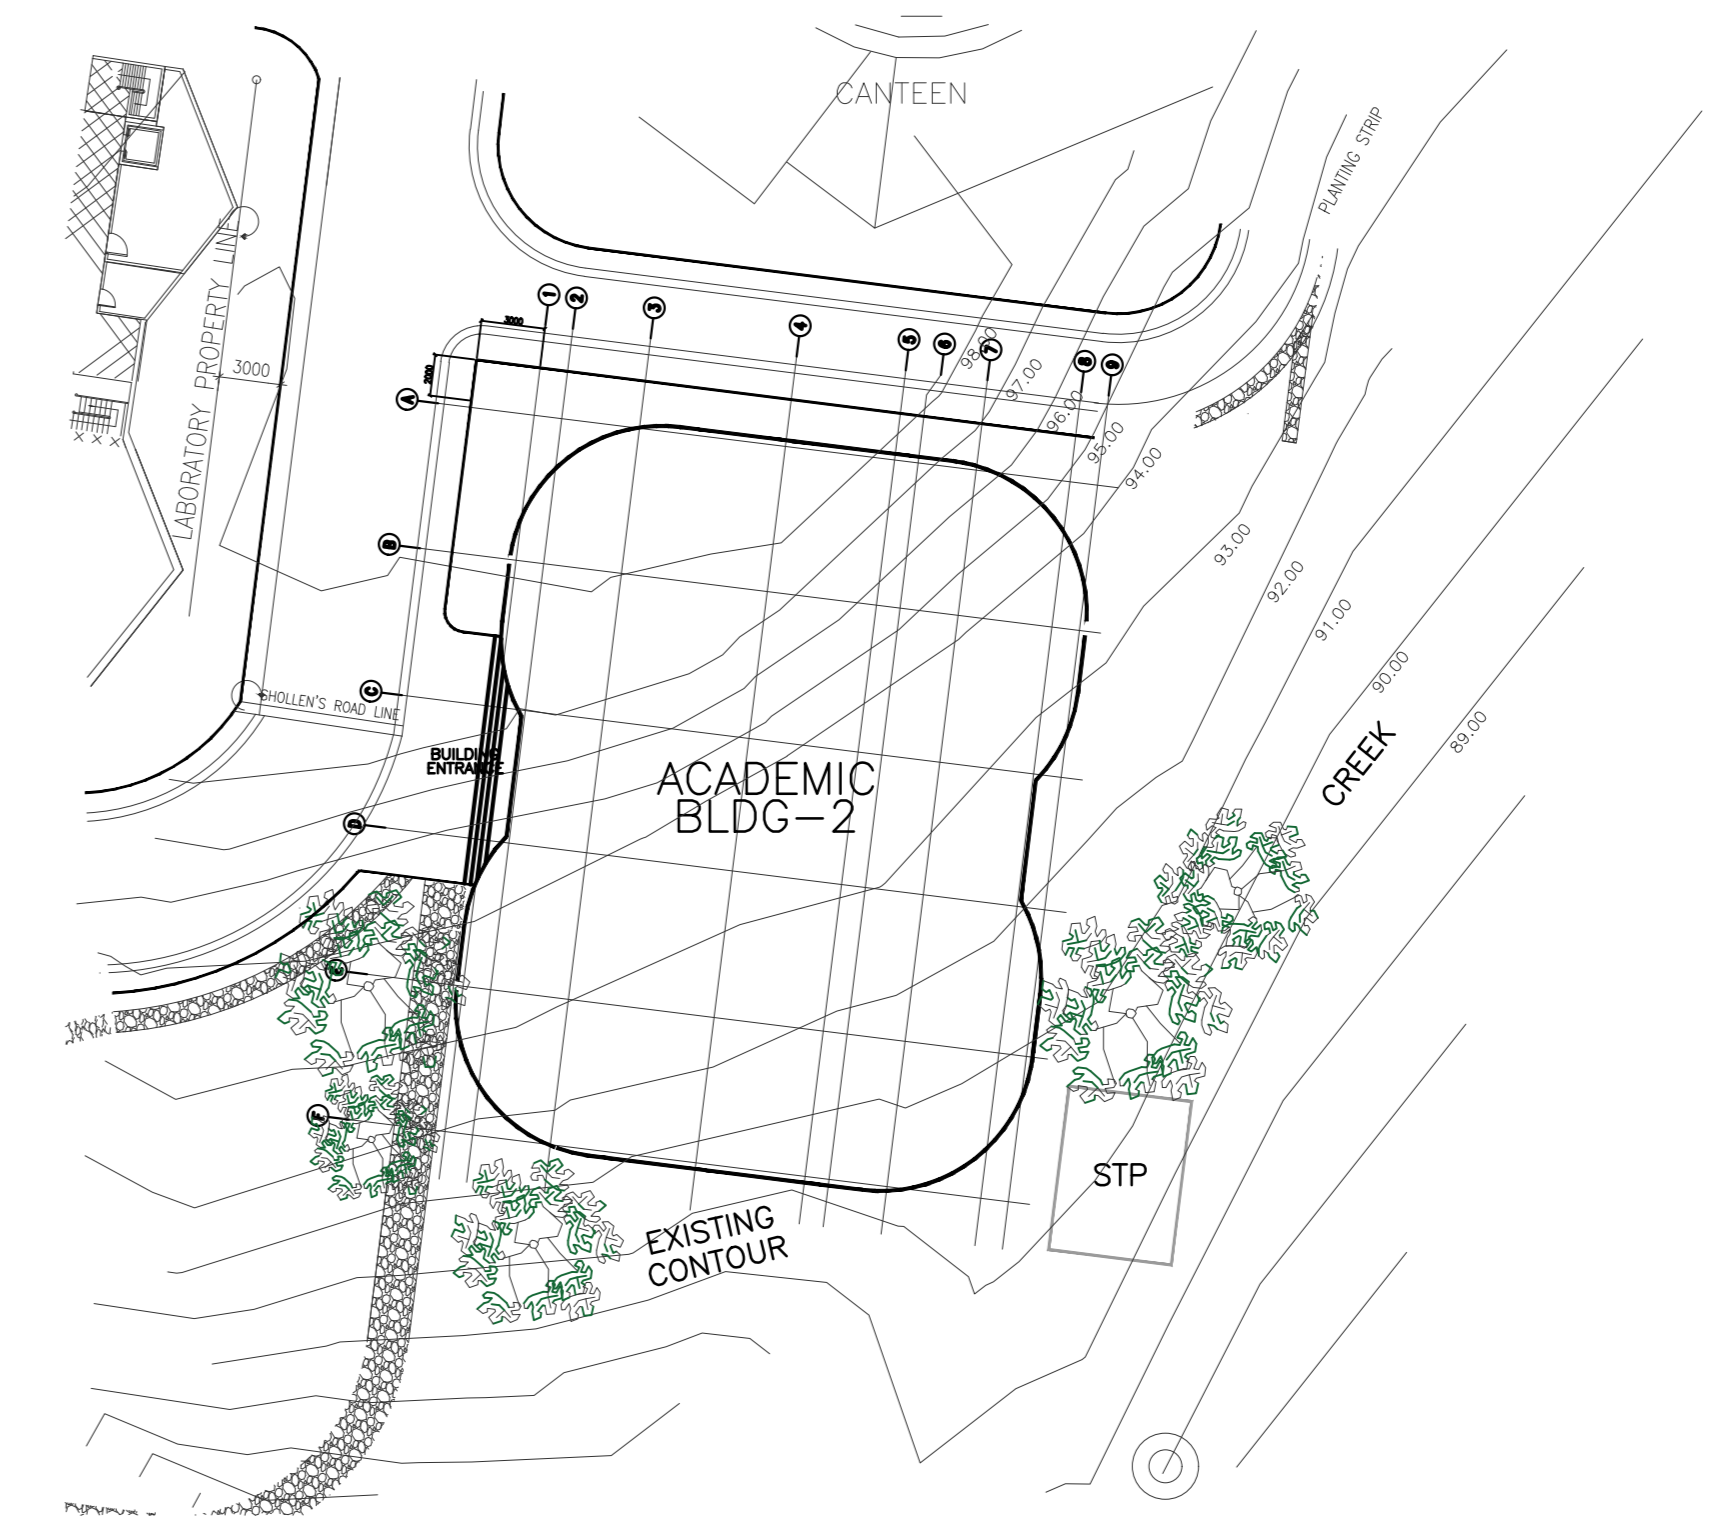 CANTEEN
PLANTING STRIP
LABORATORY PROPERTY LINE
3000
1
2
3
4
5
6
7
8
9
3000
2000
A
B
C
D
E
F
98.00
97.00
96.00
95.00
94.00
93.00
92.00
91.00
90.00
89.00
SHOLLEN'S ROAD LINE
BUILDING
ENTRANCE
ACADEMIC
BLDG-2
CREEK
STP
EXISTING
CONTOUR